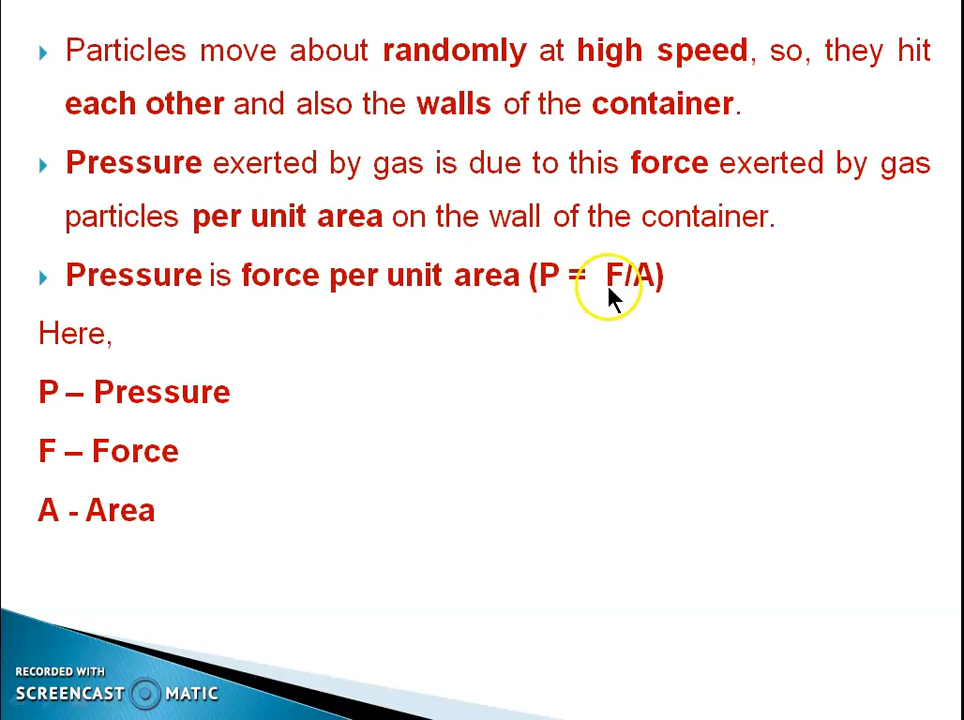 Particles move about randomly at high speed, so, they hit
each other and also the walls of the container.
Pressure exerted by gas is due to this force exerted by gas
particles per unit area on the wall of the container.
Pressure is force per unit area (P = F/A)
Here,
P – Pressure
F – Force
A - Area
RECORDED WITH
SCREENCAST MATIC